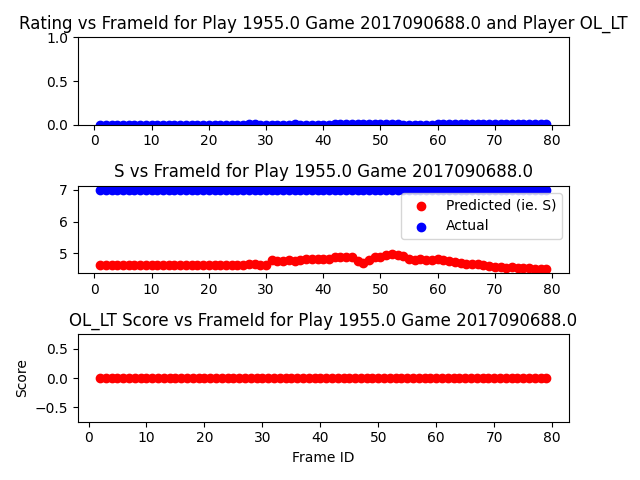 Rating vs FrameId for Play 1955.0 Game 2017090688.0 and Player OL_LT
1.0
0.5
0.0
0 10 20 30 40 50 60 70 80
S vs FrameId for Play 1955.0 Game 2017090688.0
7
6
5
Predicted (ie. S)
Actual
0 10 20 30 40 50 60 70 80
OL_LT Score vs FrameId for Play 1955.0 Game 2017090688.0
Score
0.5
0.0
−0.5
0 10 20 30 40 50 60 70 80
Frame ID